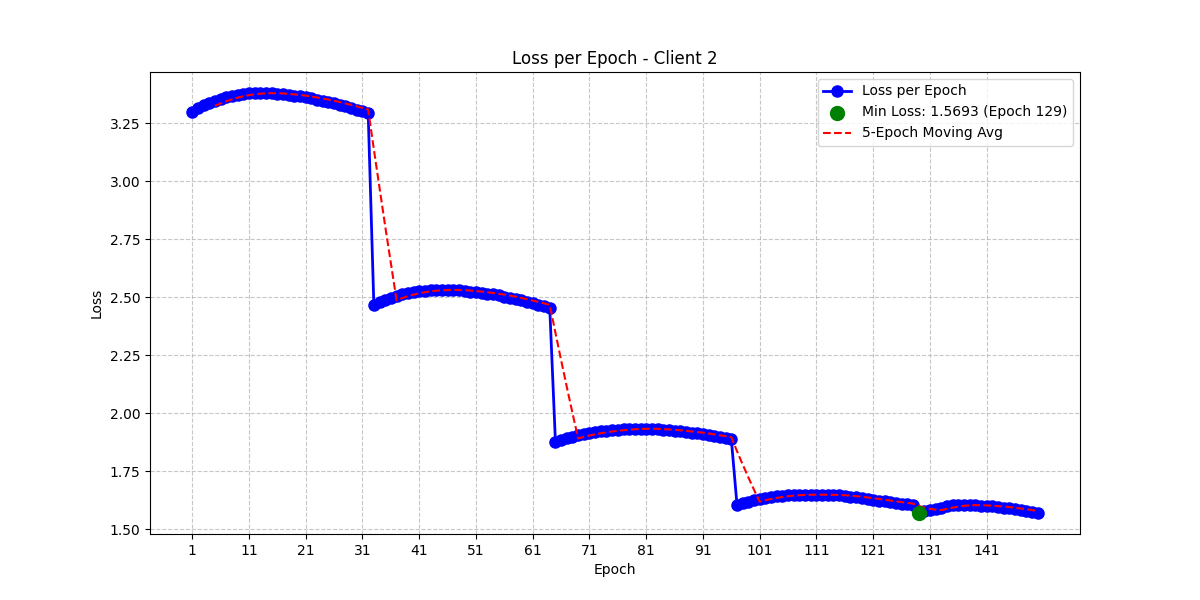 Loss per Epoch - Client 2
Loss per Epoch
Min Loss: 1.5693 (Epoch 129)
5-Epoch Moving Avg
3.25
3.00
2.75
2.50
2.25
2.00
1.75
1.50
Loss
1 11 21 31 41 51 61 71 81 91 101 111 121 131 141
Epoch